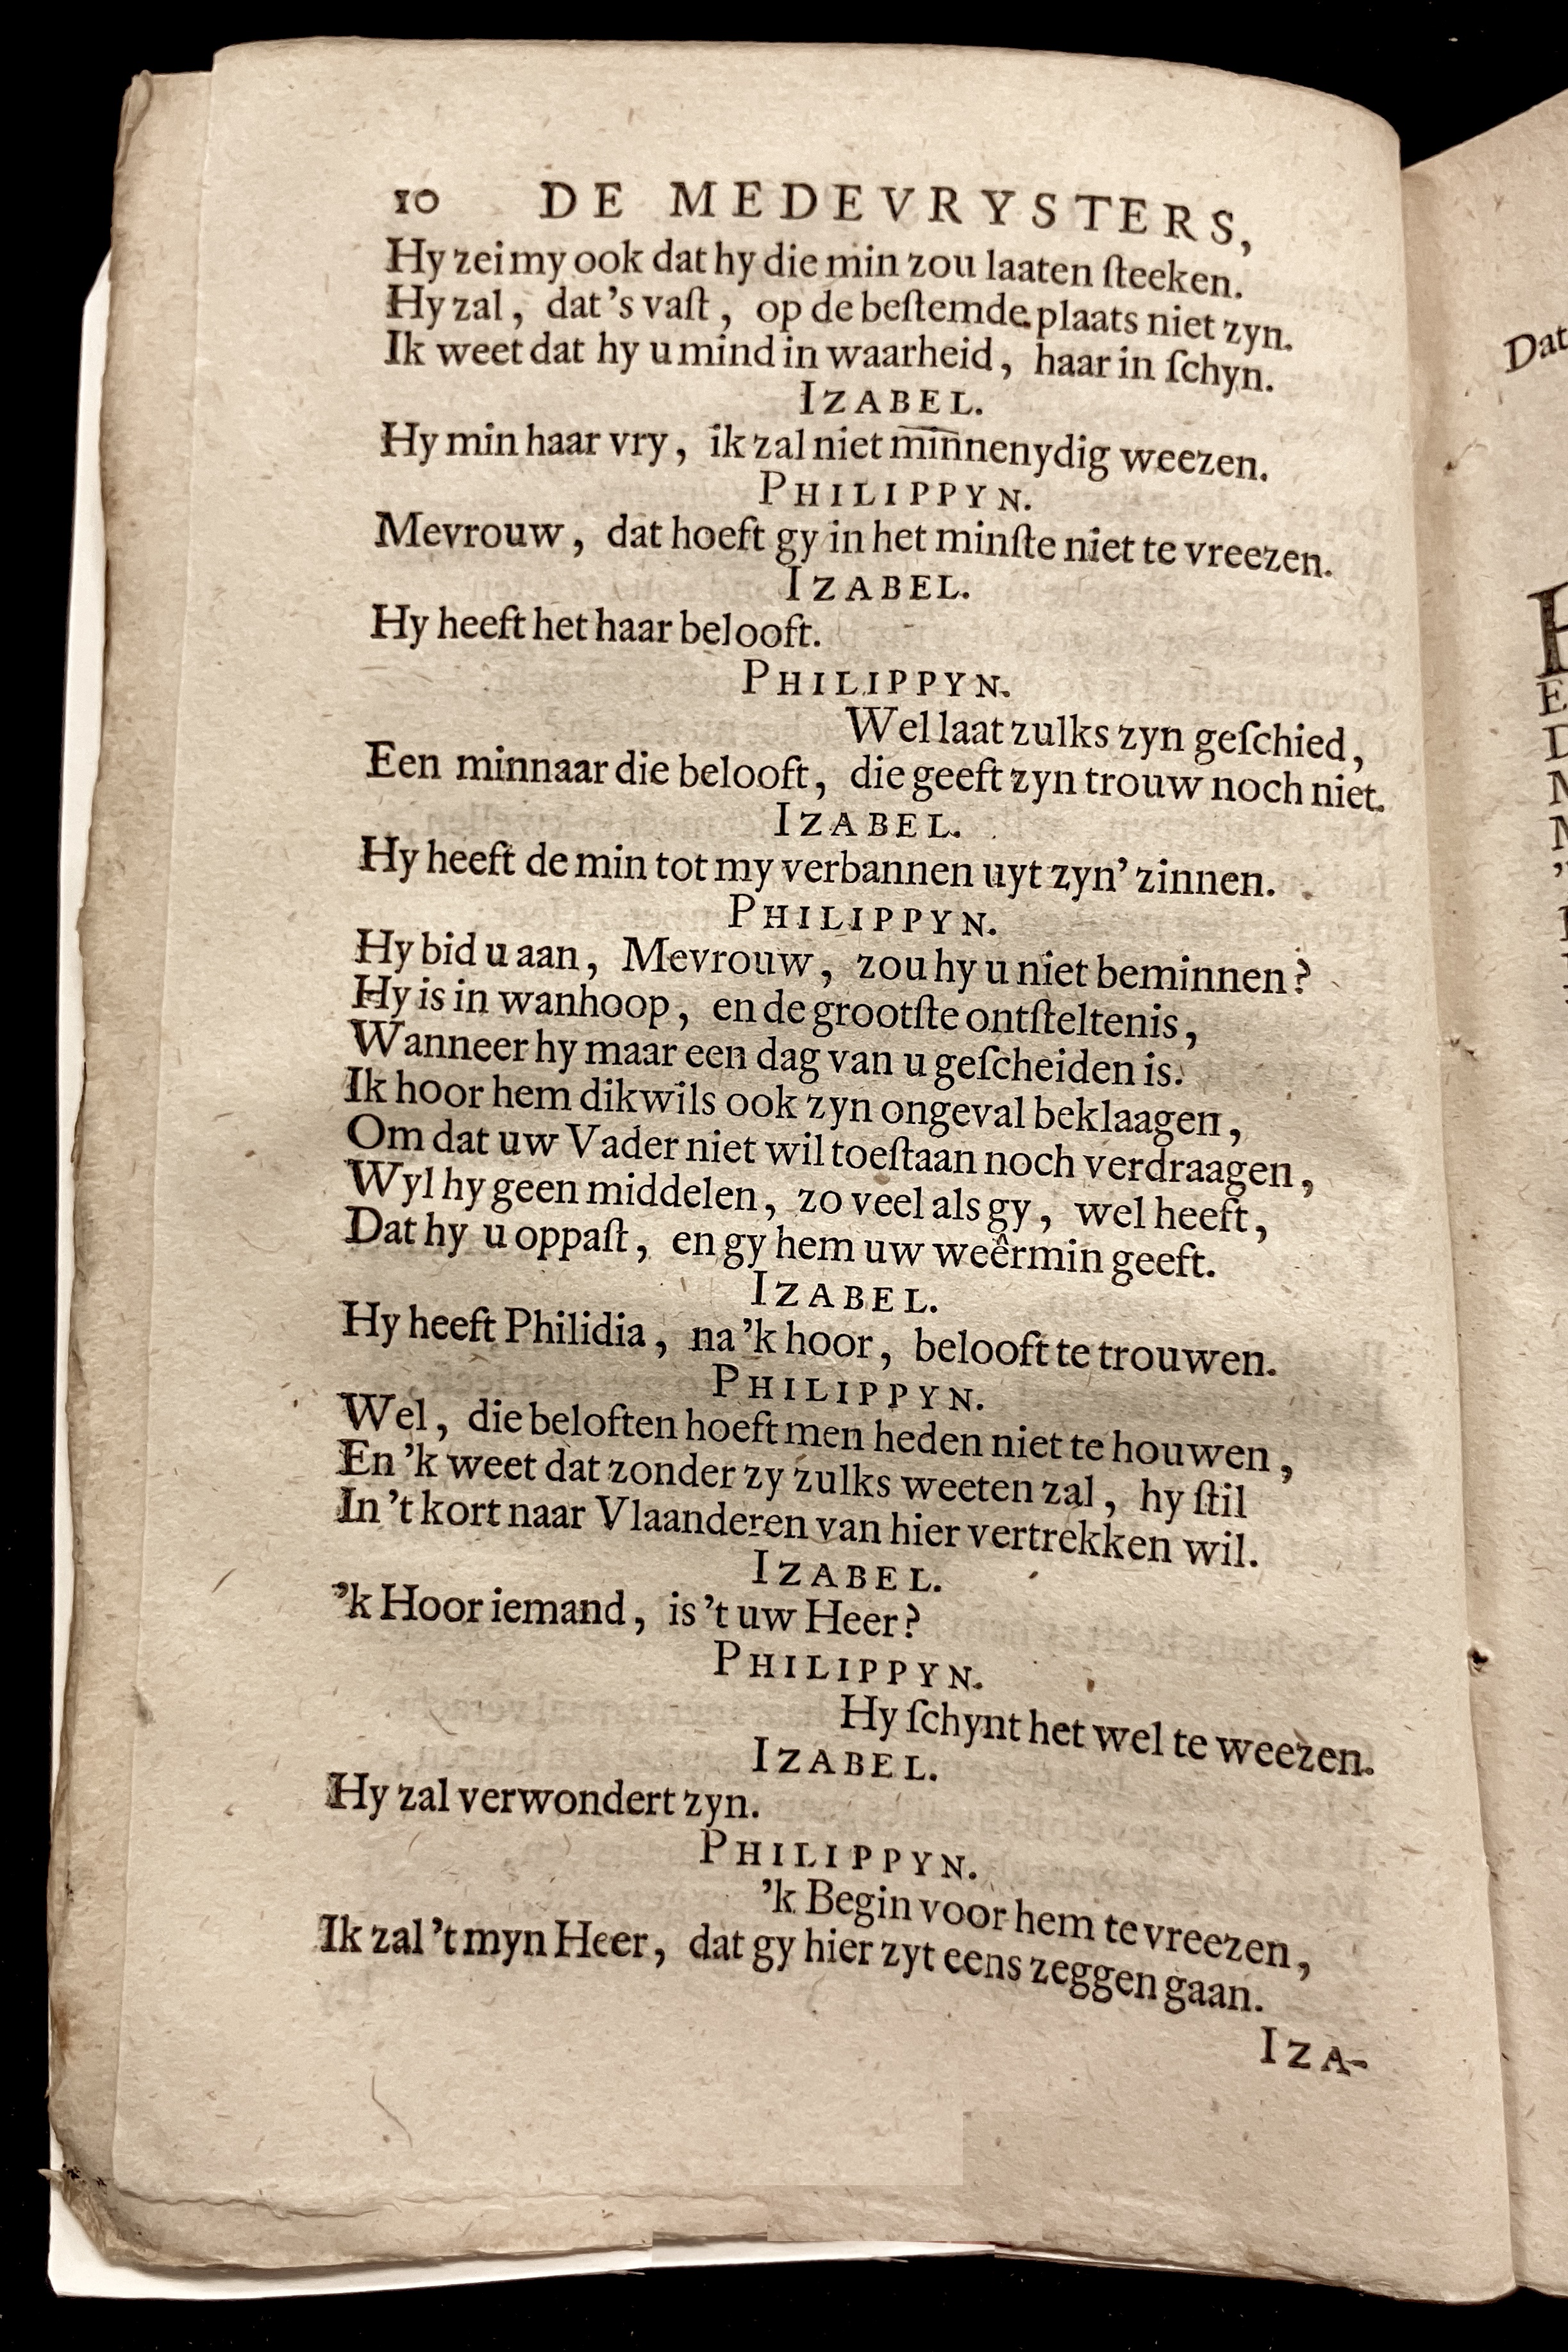 10 DE MEDEVRYSTERS,
Hy zei my ook dat hy die min zou laaten ſteeken.
Hy zal, dat's vaſt, op de beſtemde plaats niet zyn.
Ik weet dat hy u mind in waarheid, haar in ſchyn.
IZABEL.
Hy min haar vry, ik zal niet minnenydig weezen.
PHILIPPYN.
Mevrouw, dat hoeft gy in het minſte niet te vreezen.
IZABEL.
Hy heeft het haar belooft.
PHILIPPYN.
Wel laat zulks zyn geſchied,
Een minnaar die belooft, die geeft zyn trouw noch niet.
IZABEL.
Hy heeft de min tot my verbannen uyt zyn' zinnen.
PHILIPPYN.
Hy bid u aan, Mevrouw, zou hy u niet beminnen?
Hy is in wanhoop, en de grootſte ontſteltenis,
Wanneer hy maar een dag van u geſcheiden is.
Ik hoor hem dikwils ook zyn ongeval beklaagen,
Om dat uw Vader niet wil toeſtaan noch verdraagen,
Wyl hy geen middelen, zo veel als gy, wel heeft,
Dat hy u oppaſt, en gy hem uw weêrmin geeft.
IZABEL.
Hy heeft Philidia, na 'k hoor, belooft te trouwen.
PHILIPPYN.
Wel, die beloften hoeft men heden niet te houwen,
En 'k weet dat zonder zy zulks weeten zal, hy ſtil
In 't kort naar Vlaanderen van hier vertrekken wil.
IZABEL.
'k Hoor iemand, is 't uw Heer?
PHILIPPYN.
Hy ſchynt het wel te weezen.
IZABEL.
Hy zal verwondert zyn.
PHILIPPYN.
'k Begin voor hem te vreezen,
Ik zal 't myn Heer, dat gy hier zyt eens zeggen gaan.
IZA-
Dat
E
D
M